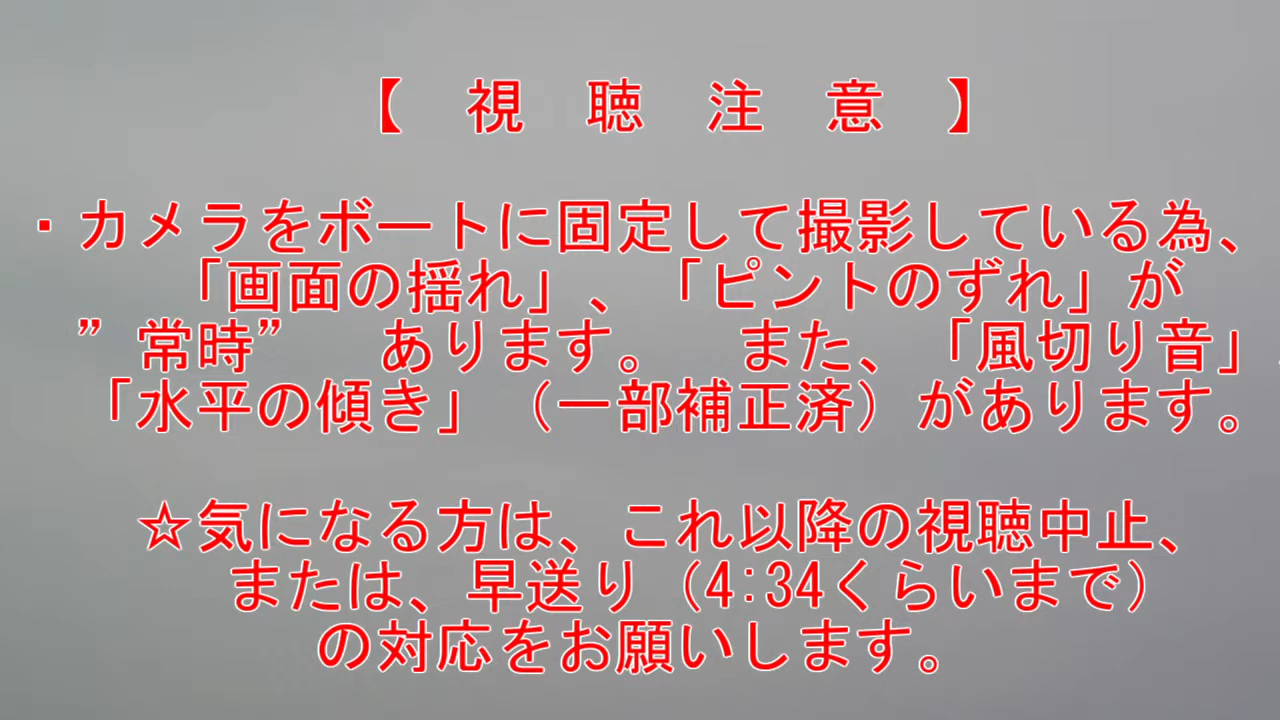 【 視 聴 注 意 】
・カメラをボートに固定して撮影している為、
「画面の揺れ」、「ピントのずれ」が
”常時”　あります。　また、「風切り音」
「水平の傾き」（一部補正済）があります。
☆気になる方は、これ以降の視聴中止、
または、早送り（4:34くらいまで）
の対応をお願いします。